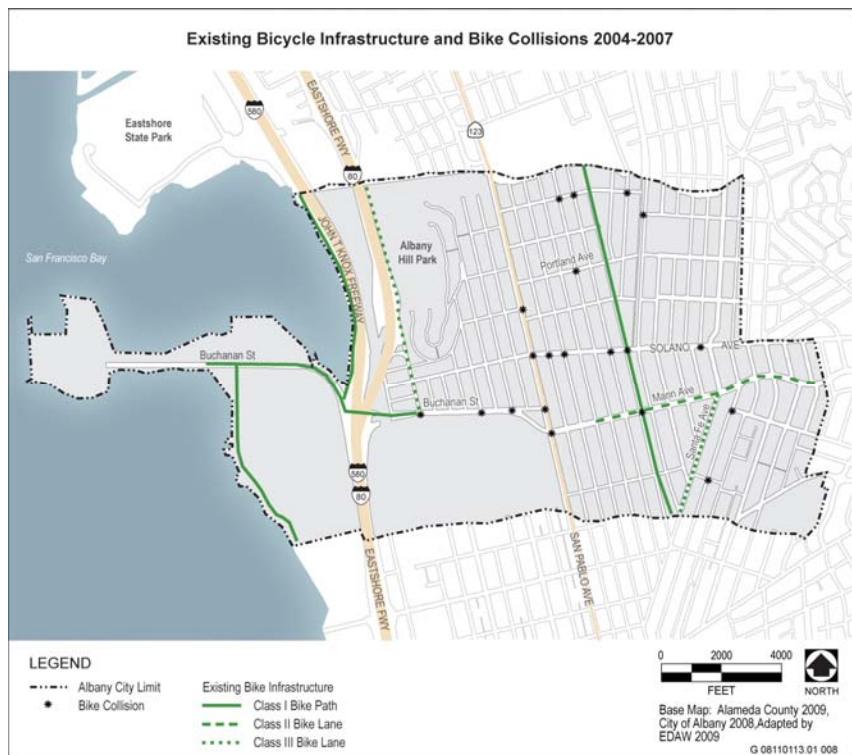 Existing Bicycle Infrastructure and Bike Collisions 2004-2007
580
EASTSHORE FWY
123
Eastshore
State Park
80
JOHN T KNOX FREEWAY
Albany
Hill Park
San Francisco Bay
Portland Ave
Buchanan St
SOLANO AVE
Marin Ave
Buchanan St
Santa Fe Ave
580
80
EASTSHORE FWY
SAN PABLO AVE
LEGEND
Albany City Limit
Bike Collision
Existing Bike Infrastructure
Class I Bike Path
Class II Bike Lane
Class III Bike Lane
0 2000 4000
FEET
NORTH
Base Map: Alameda County 2009,
City of Albany 2008,Adapted by
EDAW 2009
G 08110113.01 008